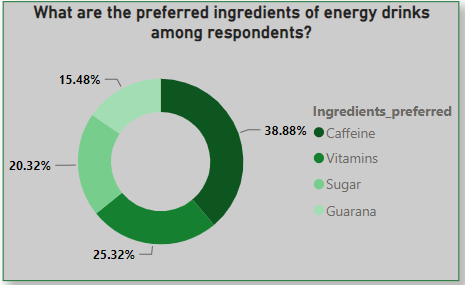 What are the preferred ingredients of energy drinks
among respondents?
15.48%
38.88%
20.32%
25.32%
Ingredients_preferred
Caffeine
Vitamins
Sugar
Guarana